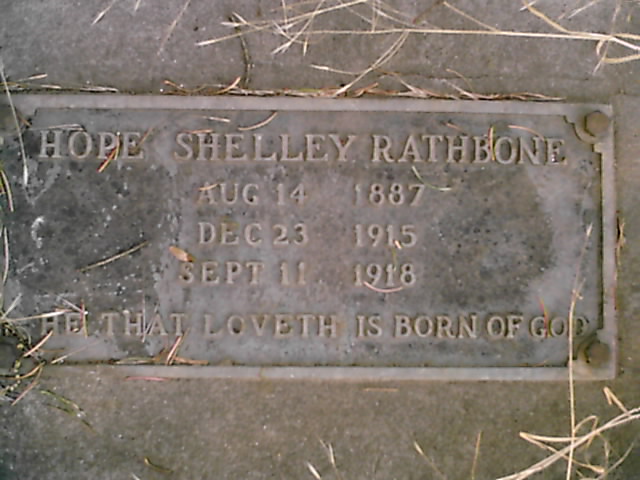 HOPE SHELLEY RATHBONE
AUG 14 1887
DEC 23 1915
SEPT 11 1918
HE THAT LOVETH IS BORN OF GOD